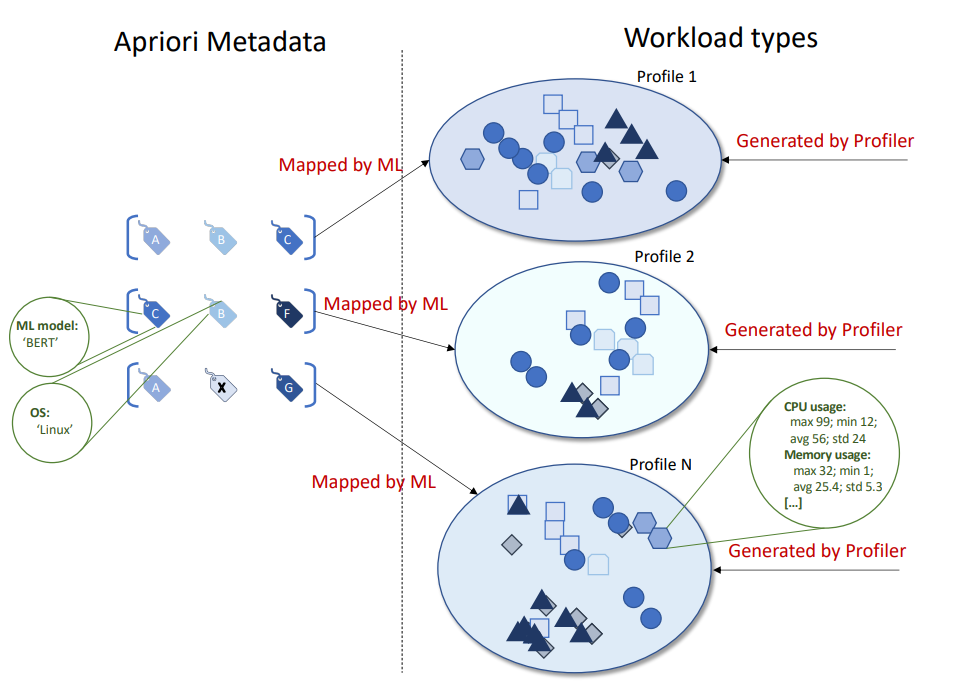 Apriori Metadata
Workload types
Profile 1
Mapped by ML
Generated by Profiler
A B C
Profile 2
ML model:
‘BERT’
C B F
Mapped by ML
Generated by Profiler
A X G
OS:
‘Linux’
CPU usage:
max 99; min 12;
avg 56; std 24
Memory usage:
max 32; min 1;
avg 25.4; std 5.3
[...]
Profile N
Mapped by ML
Generated by Profiler